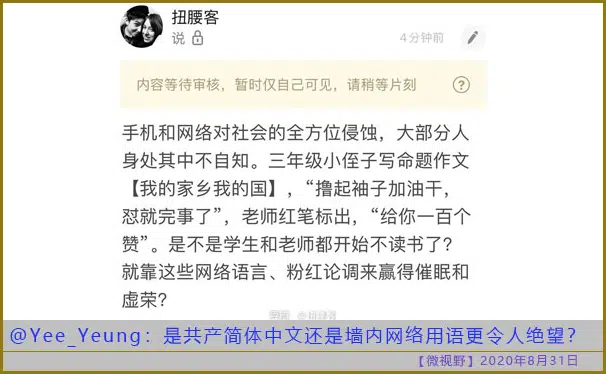 扭腰客
说
4分钟前
内容等待审核，暂时仅自己可见，请稍等片刻
?
手机和网络对社会的全方位侵蚀，大部分人
身处其中不自知。三年级小侄子写命题作文
【我的家乡我的国】，“撸起袖子加油干，
怼就完事了”，老师红笔标出，“给你一百个
赞”。是不是学生和老师都开始不读书了？
就靠这些网络语言、粉红论调来赢得催眠和
虚荣？
@Yee_Yeung：是共产简体中文还是墙内网络用语更令人绝望？
【微视野】2020年8月31日